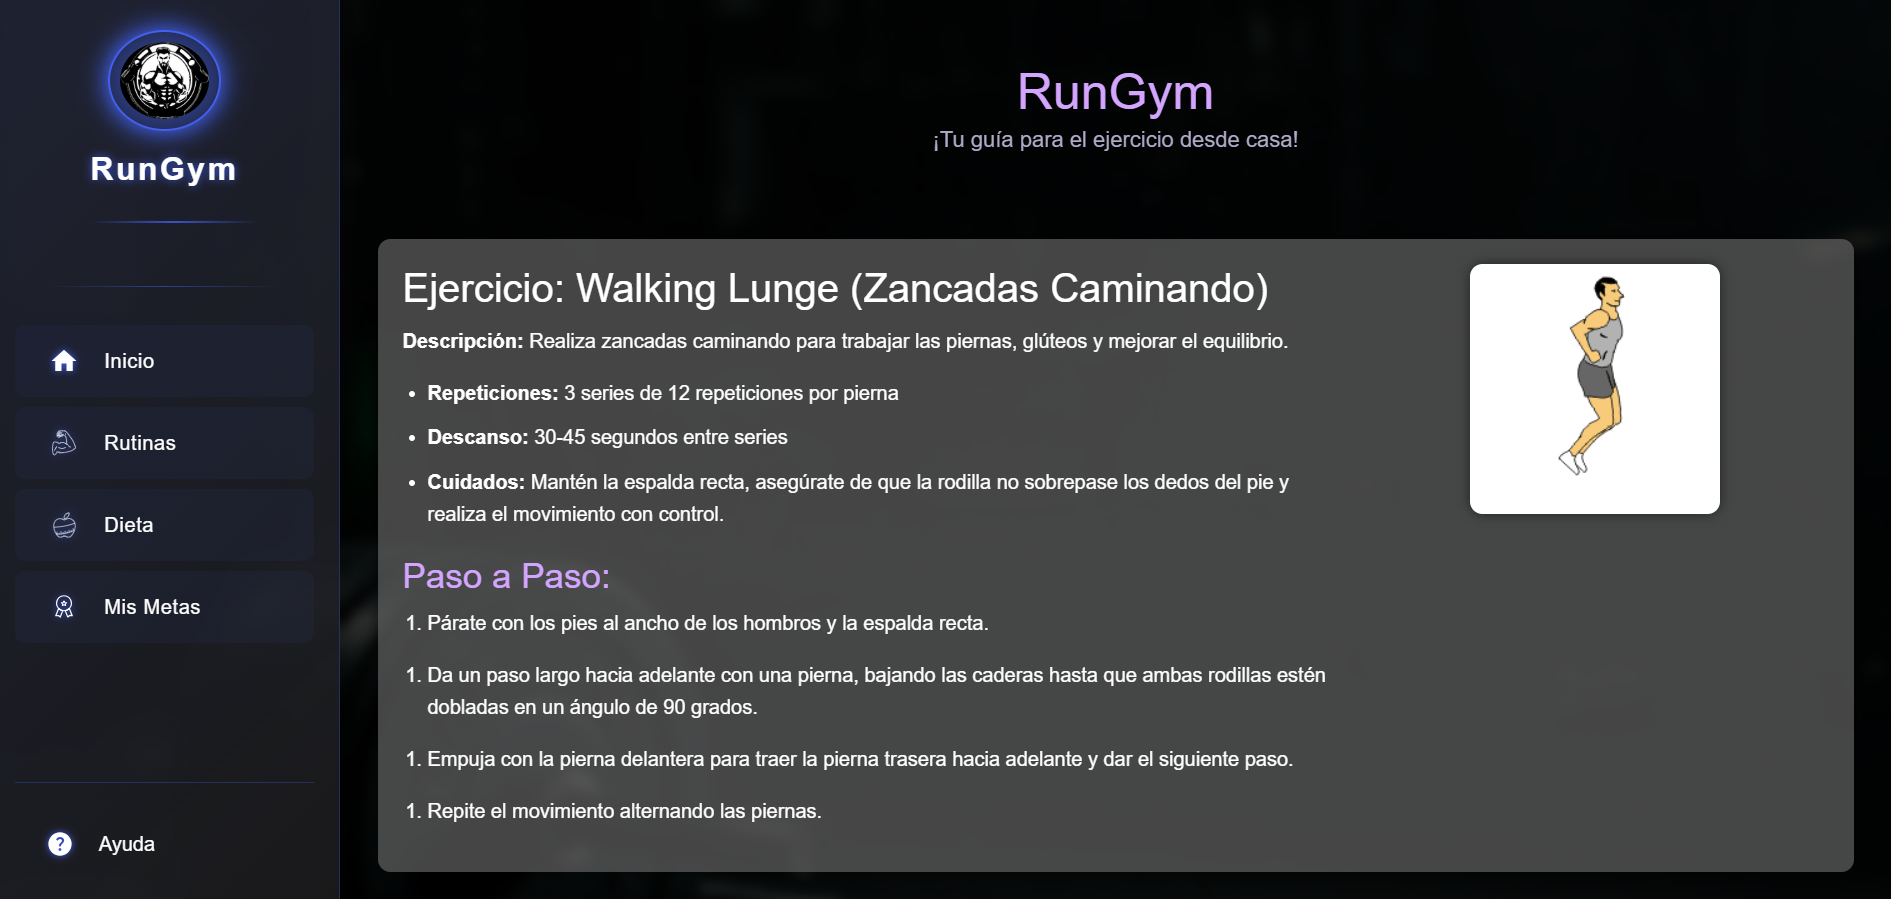 RunGym
Inicio
Rutinas
Dieta
Mis Metas
Ayuda
RunGym
¡Tu guía para el ejercicio desde casa!
Ejercicio: Walking Lunge (Zancadas Caminando)
Descripción: Realiza zancadas caminando para trabajar las piernas, glúteos y mejorar el equilibrio.
• Repeticiones: 3 series de 12 repeticiones por pierna
• Descanso: 30-45 segundos entre series
• Cuidados: Mantén la espalda recta, asegúrate de que la rodilla no sobrepase los dedos del pie y
realiza el movimiento con control.
Paso a Paso:
1. Párate con los pies al ancho de los hombros y la espalda recta.
1. Da un paso largo hacia adelante con una pierna, bajando las caderas hasta que ambas rodillas estén
dobladas en un ángulo de 90 grados.
1. Empuja con la pierna delantera para traer la pierna trasera hacia adelante y dar el siguiente paso.
1. Repite el movimiento alternando las piernas.